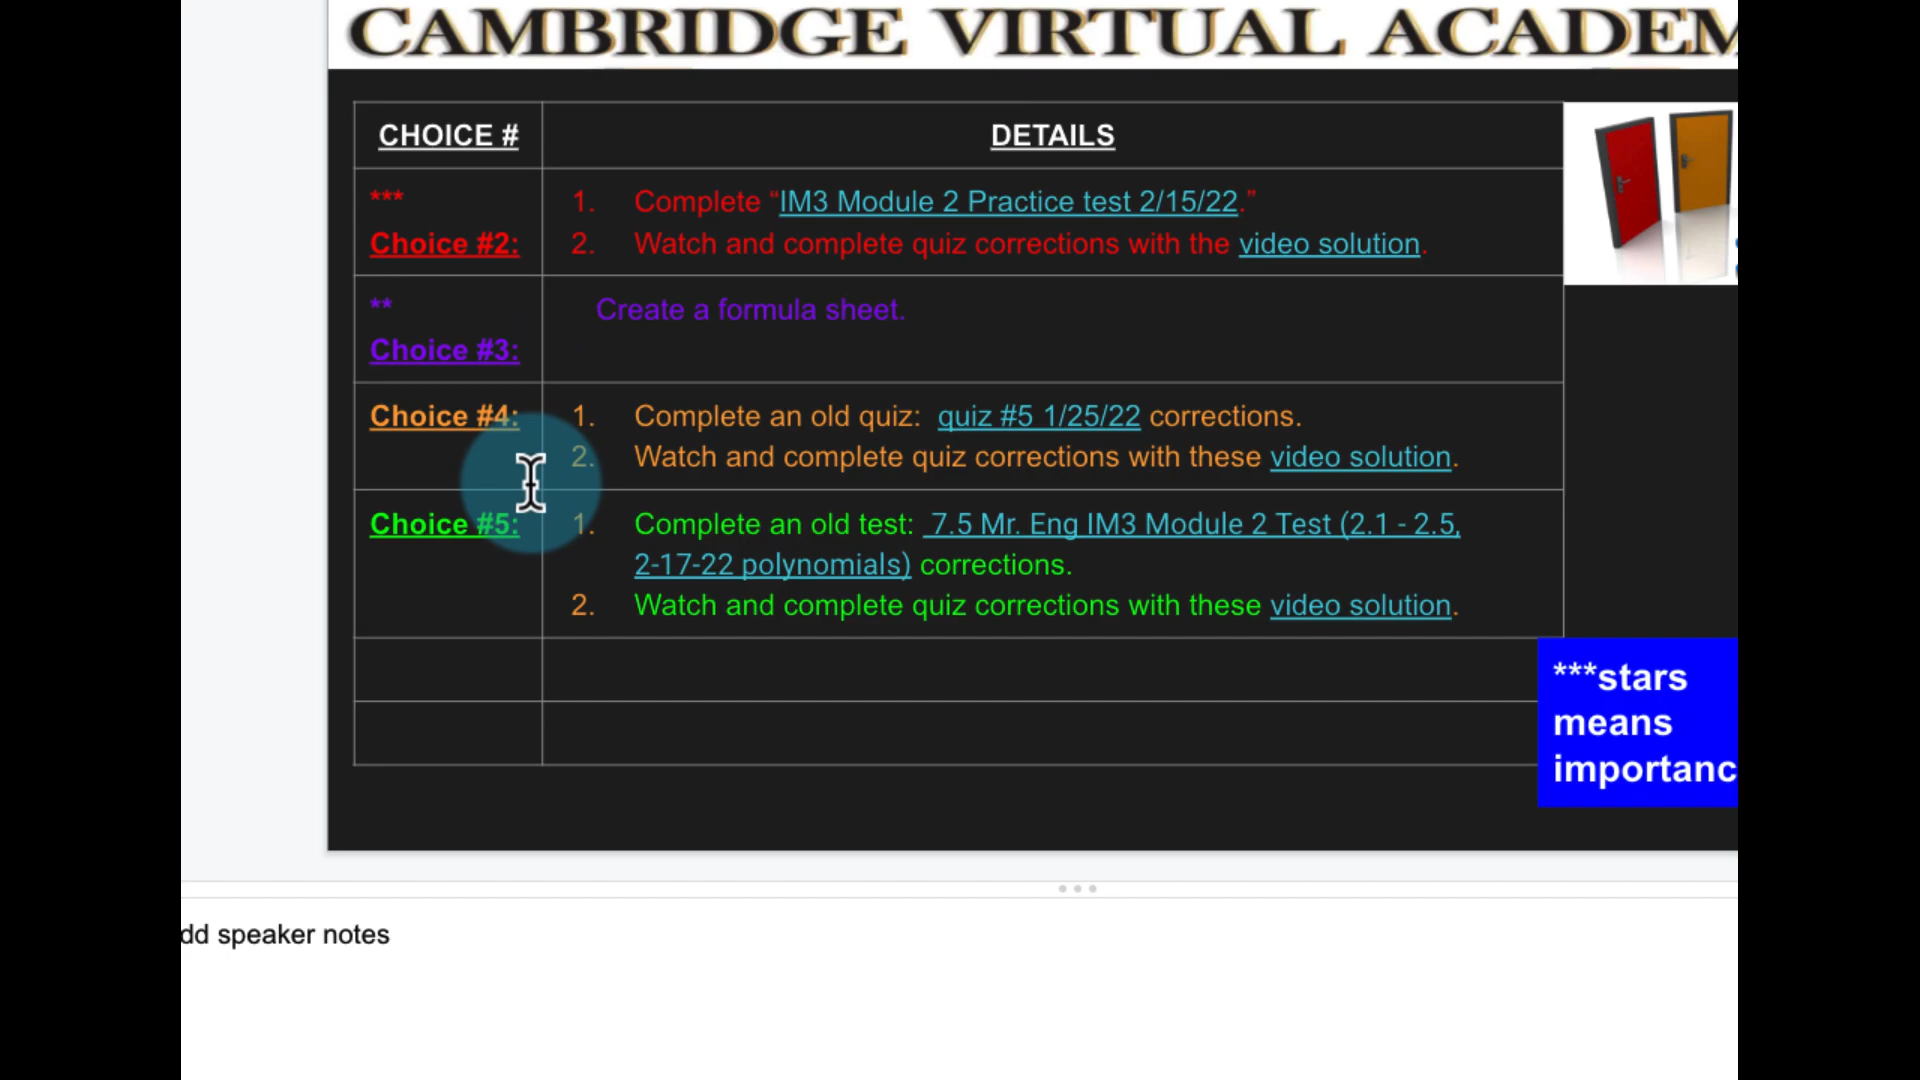 CAMBRIDGE VIRTUAL ACADEM
CHOICE # DETAILS
***
Choice #2:
1. Complete “IM3 Module 2 Practice test 2/15/22.”
2. Watch and complete quiz corrections with the video solution.
**
Choice #3:
Create a formula sheet.
Choice #4:
1. Complete an old quiz: quiz #5 1/25/22 corrections.
2. Watch and complete quiz corrections with these video solution.
Choice #5:
1. Complete an old test: 7.5 Mr. Eng IM3 Module 2 Test (2.1 - 2.5,
2-17-22 polynomials) corrections.
2. Watch and complete quiz corrections with these video solution.
***stars
means
importanc
dd speaker notes